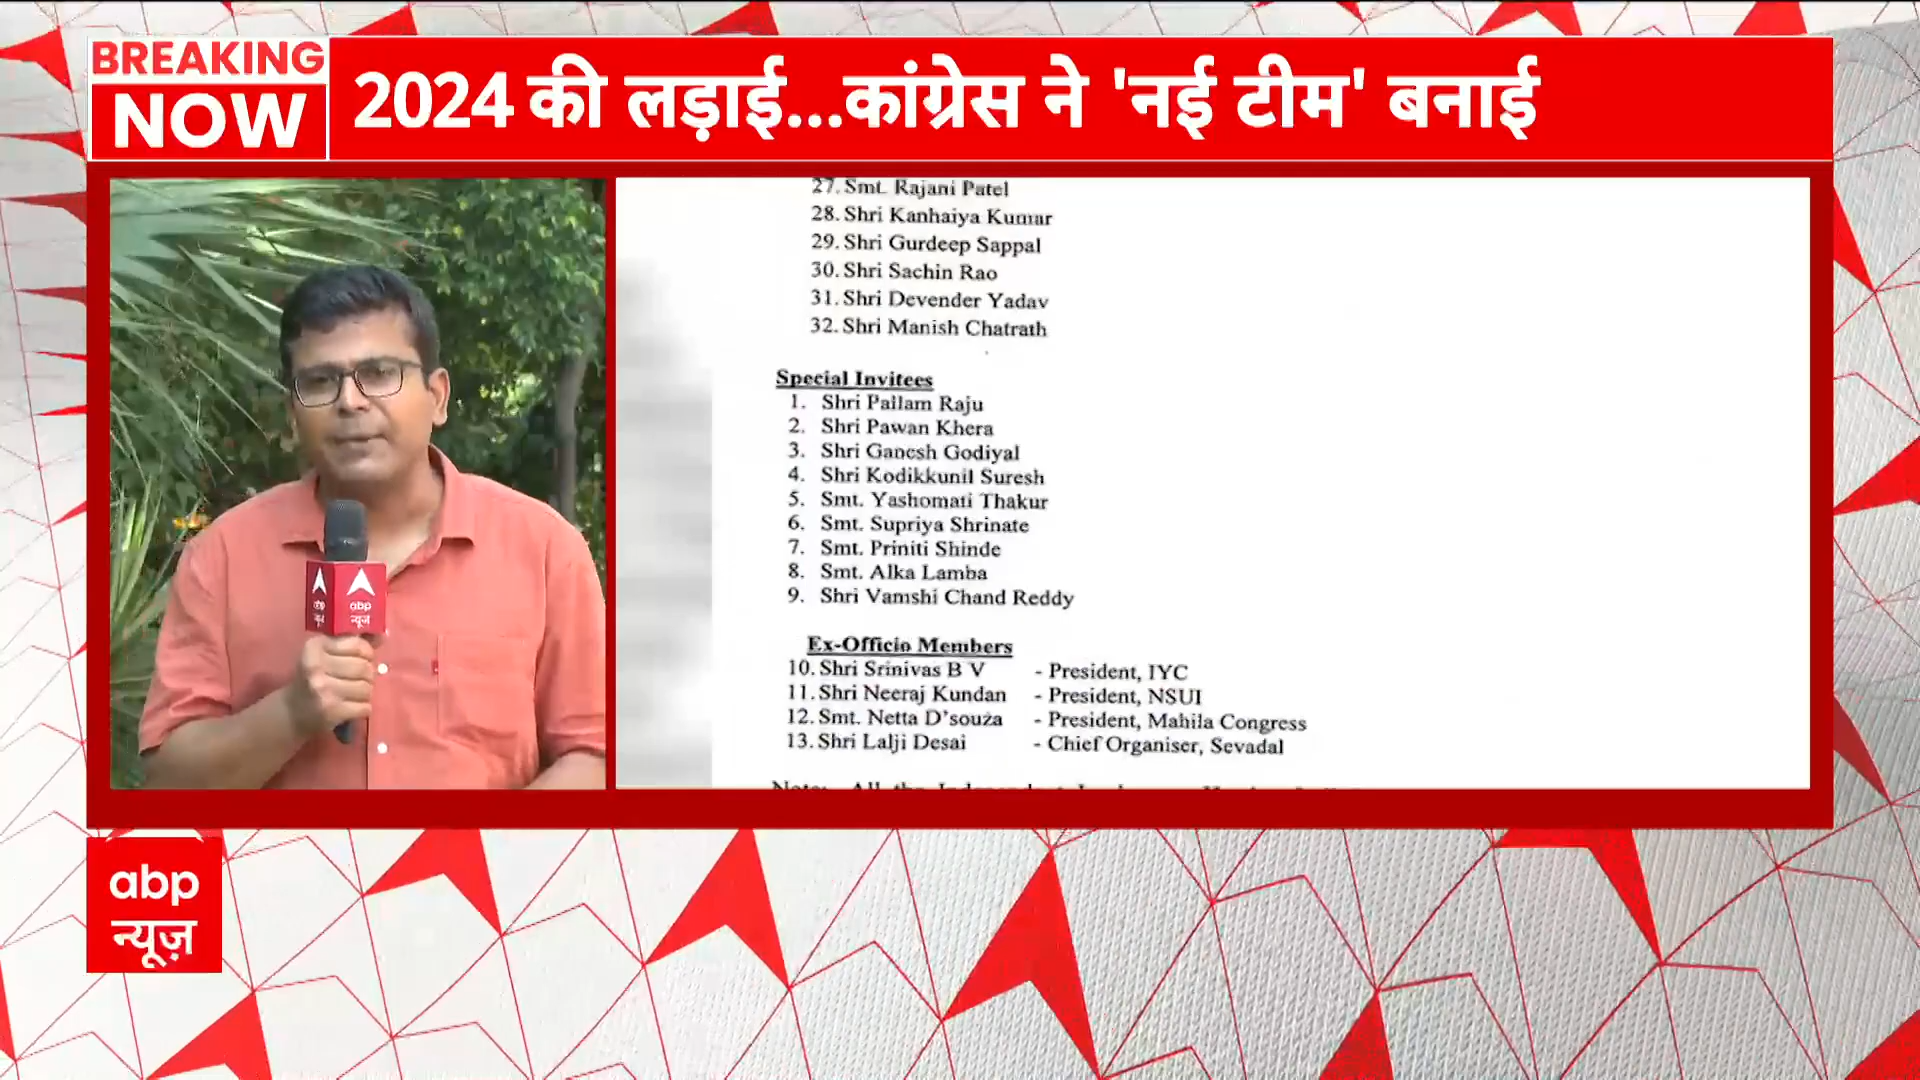 BREAKING
NOW
2024 की लड़ाई...कांग्रेस ने 'नई टीम' बनाई
27. Smt. Rajani Patel
28. Shri Kanhaiya Kumar
29. Shri Gurdeep Sappal
30. Shri Sachin Rao
31. Shri Devender Yadav
32. Shri Manish Chatrath
Special Invitees
1. Shri Pallam Raju
2. Shri Pawan Khera
3. Shri Ganesh Godiyal
4. Shri Kodikkunil Suresh
5. Smt. Yashomati Thakur
6. Smt. Supriya Shrinate
7. Smt. Priniti Shinde
8. Smt. Alka Lamba
9. Shri Vamshi Chand Reddy
Ex-Officio Members
10. Shri Srinivas B V - President, IYC
11. Shri Neeraj Kundan - President, NSUI
12. Smt. Netta D'souza - President, Mahila Congress
13. Shri Lalji Desai - Chief Organiser, Sevadal
abp
न्यूज़
abp
न्यूज़